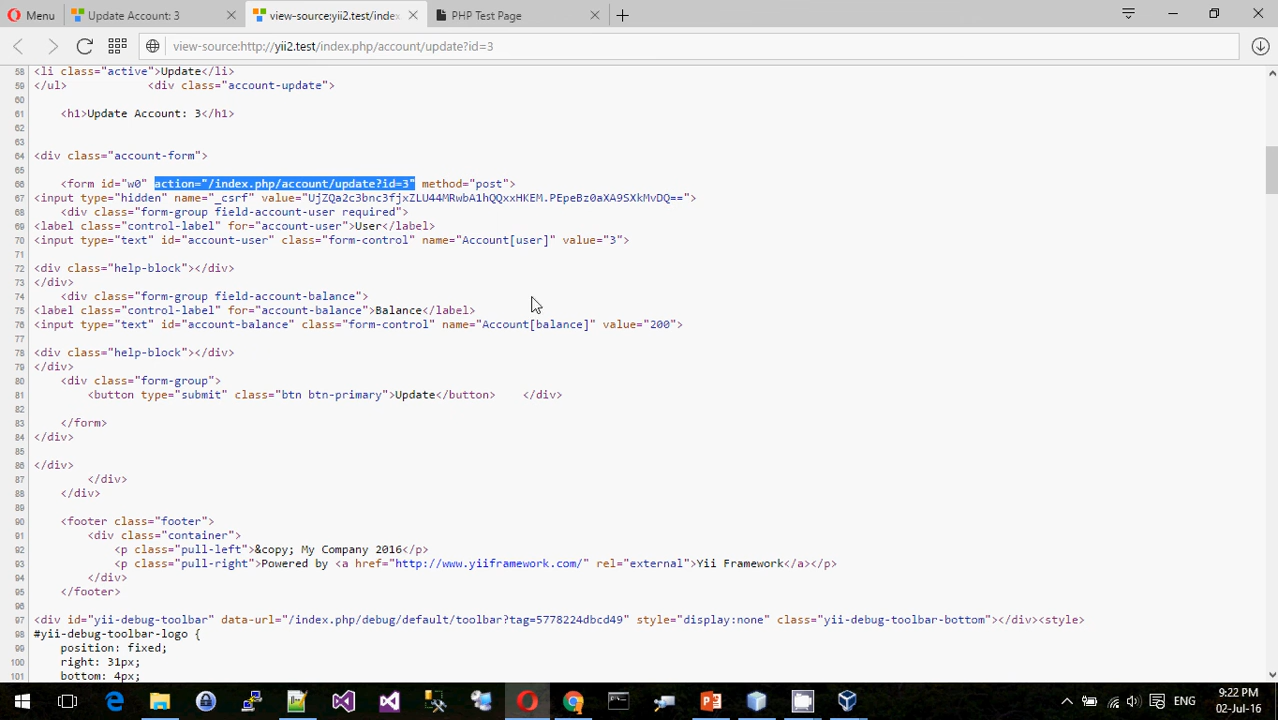 Menu
Update Account: 3
view-source:yii2.test/index
PHP Test Page
view-source:http://yii2.test/index.php/account/update?id=3
58 <li class="active">Update</li>
59 </ul>        <div class="account-update">
60
61     <h1>Update Account: 3</h1>
62
63
64 <div class="account-form">
65
66     <form id="w0" action="/index.php/account/update?id=3" method="post">
67 <input type="hidden" name="_csrf" value="UjZQa2c3bnc3fjxZLU44MRwbA1hQQxxHKEM.PEpeBz0aXA9SXkMvDQ==">
68     <div class="form-group field-account-user required">
69 <label class="control-label" for="account-user">User</label>
70 <input type="text" id="account-user" class="form-control" name="Account[user]" value="3">
71
72 <div class="help-block"></div>
73 </div>
74     <div class="form-group field-account-balance">
75 <label class="control-label" for="account-balance">Balance</label>
76 <input type="text" id="account-balance" class="form-control" name="Account[balance]" value="200">
77
78 <div class="help-block"></div>
79 </div>
80     <div class="form-group">
81         <button type="submit" class="btn btn-primary">Update</button>    </div>
82
83     </form>
84 </div>
85
86 </div>
87         </div>
88     </div>
89
90     <footer class="footer">
91         <div class="container">
92             <p class="pull-left">&copy; My Company 2016</p>
93             <p class="pull-right">Powered by <a href="http://www.yiiframework.com/" rel="external">Yii Framework</a></p>
94         </div>
95     </footer>
96
97 <div id="yii-debug-toolbar" data-url="/index.php/debug/default/toolbar?tag=5778224dbcd49" style="display:none" class="yii-debug-toolbar-bottom"></div><style>
98 #yii-debug-toolbar-logo {
99     position: fixed;
100     right: 31px;
101     bottom: 4px;
ENG
9:22 PM
02-Jul-16